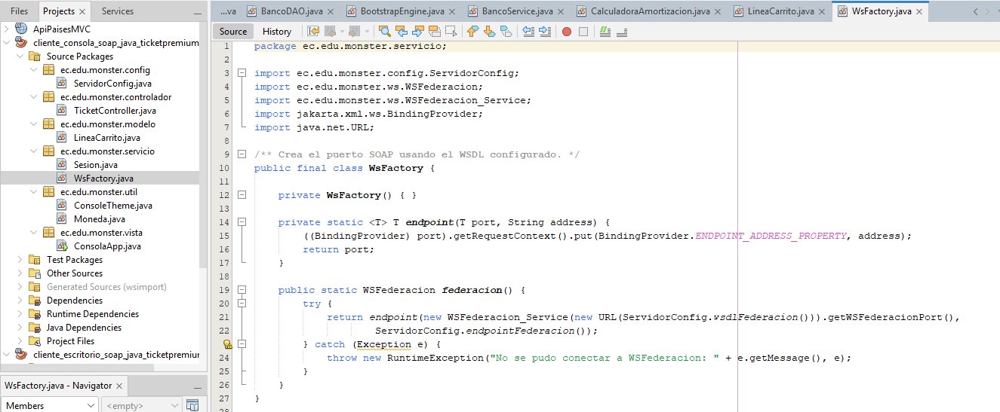 Files Projects Services
ApiPaisesMVC
cliente_consola_soap_java_ticketpremium
Source Packages
ec.edu.monster.config
ServidorConfig.java
ec.edu.monster.controlador
TicketController.java
ec.edu.monster.modelo
LineaCarrito.java
ec.edu.monster.servicio
Sesion.java
WsFactory.java
ec.edu.monster.util
ConsoleTheme.java
Moneda.java
ec.edu.monster.vista
ConsolaApp.java
Test Packages
Other Sources
Generated Sources (wsimport)
Dependencies
Runtime Dependencies
Java Dependencies
Project Files
cliente_escritorio_soap_java_ticketpremium
WsFactory.java - Navigator
Members <empty>
...va BancoDAO.java BootstrapEngine.java BancoService.java CalculadoraAmortizacion.java LineaCarrito.java WsFactory.java
Source History
1 package ec.edu.monster.servicio;
2
3 import ec.edu.monster.config.ServidorConfig;
4 import ec.edu.monster.ws.WSFederacion;
5 import ec.edu.monster.ws.WSFederacion_Service;
6 import jakarta.xml.ws.BindingProvider;
7 import java.net.URL;
8
9 /** Crea el puerto SOAP usando el WSDL configurado. */
10 public final class WsFactory {
11
12 private WsFactory() { }
13
14 private static <T> T endpoint(T port, String address) {
15 ((BindingProvider) port).getRequestContext().put(BindingProvider.ENDPOINT_ADDRESS_PROPERTY, address);
16 return port;
17 }
18
19 public static WSFederacion federacion() {
20 try {
21 return endpoint(new WSFederacion_Service(new URL(ServidorConfig.wsdlFederacion())).getWSFederacionPort(),
22 ServidorConfig.endpointFederacion());
} catch (Exception e) {
24 throw new RuntimeException("No se pudo conectar a WSFederacion: " + e.getMessage(), e);
25 }
26 }
27 }
28